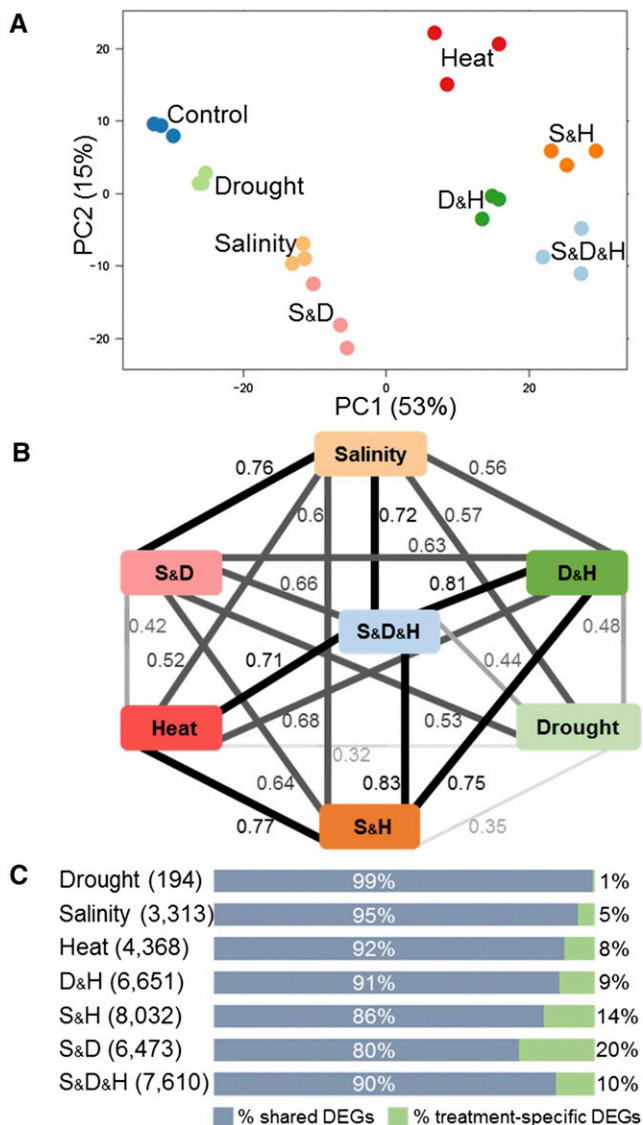 A
20
10
0
−10
−20
PC2 (15%)
Heat
Control
S&H
Drought
D&H
Salinity
S&D&H
S&D
−20
0
20
PC1 (53%)
B
Salinity
0.76
0.6
0.72
0.57
0.56
0.63
S&D
0.66
0.81
D&H
S&D&H
0.42
0.48
0.52
0.71
0.44
Heat
0.68
0.53
Drought
0.32
0.64
0.83
0.75
0.77
S&H
0.35
C
Drought (194) 99% 1%
Salinity (3,313) 95% 5%
Heat (4,368) 92% 8%
D&H (6,651) 91% 9%
S&H (8,032) 86% 14%
S&D (6,473) 80% 20%
S&D&H (7,610) 90% 10%
% shared DEGs % treatment-specific DEGs